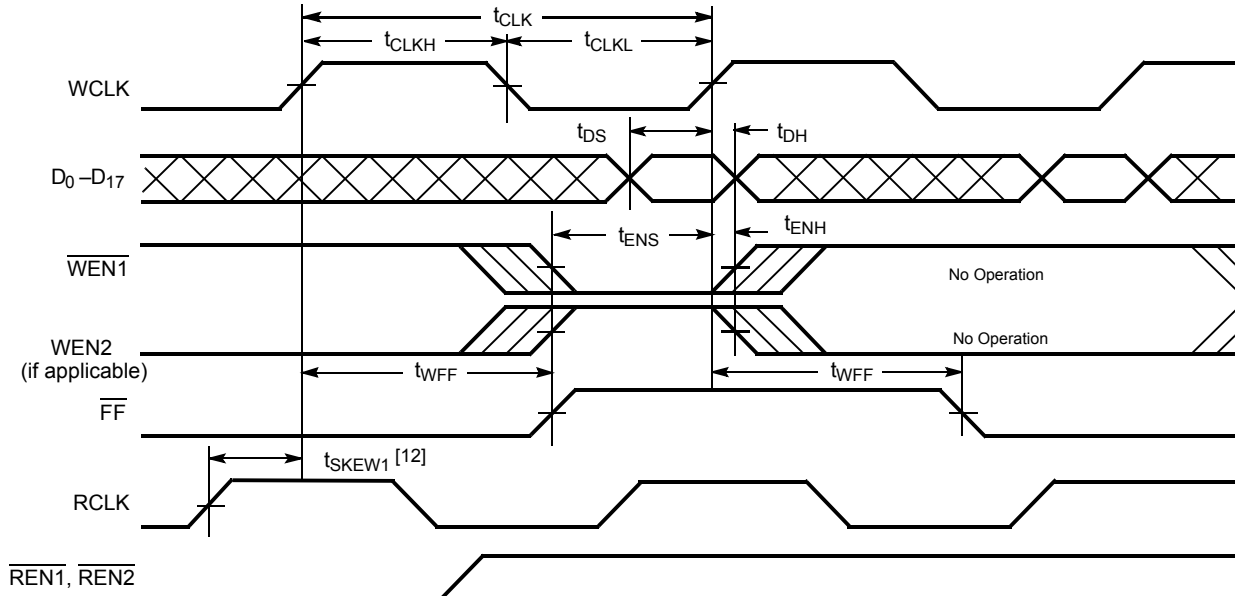 tCLK
tCLKH
tCLKL
WCLK
tDS
tDH
D0 –D17
tENS
tENH
WEN1
No Operation
WEN2
(if applicable)
No Operation
tWFF
tWFF
FF
tSKEW1 [12]
RCLK
REN1, REN2